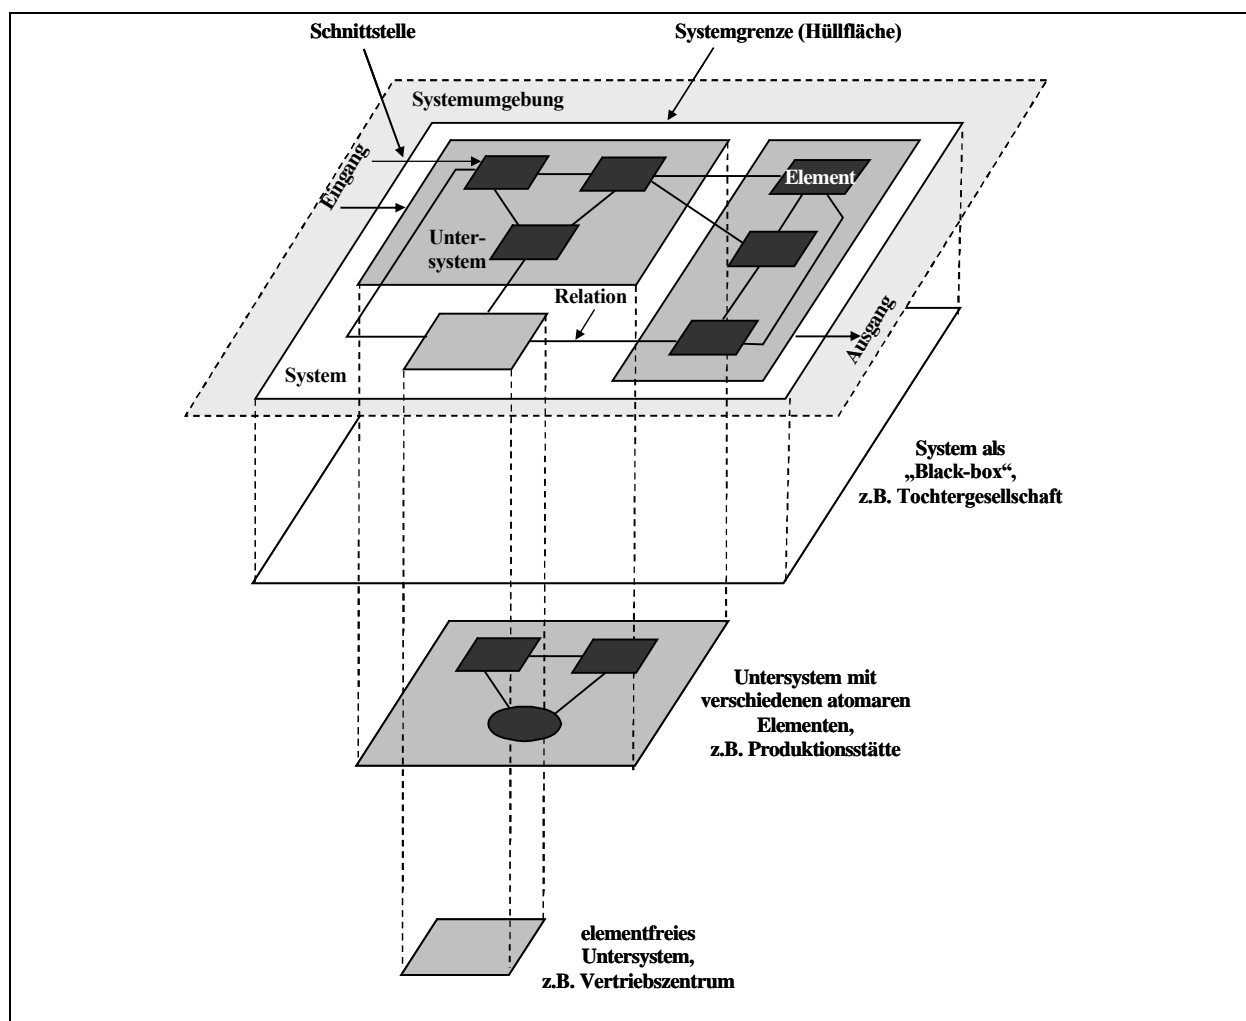 Schnittstelle
Systemgrenze (Hüllfläche)
Systemumgebung
Eingang
Element
Unter-
system
Relation
Ausgang
System
System als
„Black-box“,
z.B. Tochtergesellschaft
Untersystem mit
verschiedenen atomaren
Elementen,
z.B. Produktionsstätte
elementfreies
Untersystem,
z.B. Vertriebszentrum